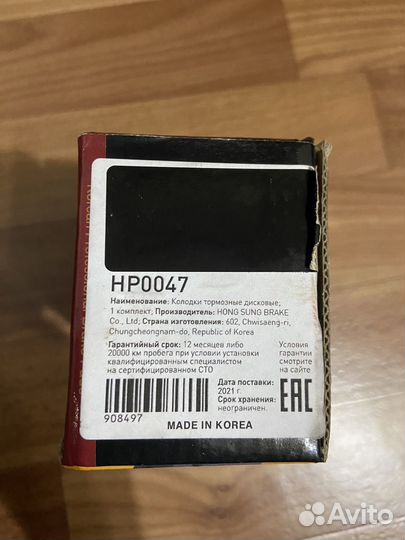 HP0047
Наименование: Колодки тормозные дисковые;
1 комплект; Производитель: HONG SUNG BRAKE
Co., Ltd; Страна изготовления: 602, Chwisaeng-ri,
Chungcheongnam-do, Republic of Korea
Гарантийный срок: 12 месяцев либо
20000 км пробега при условии установки
квалифицированным специалистом
на сертифицированном СТО
Условия
гарантии
смотрите
на сайте
908497
Дата поставки:
2021 г.
Срок хранения:
неограничен.
EAC
MADE IN KOREA
Avito